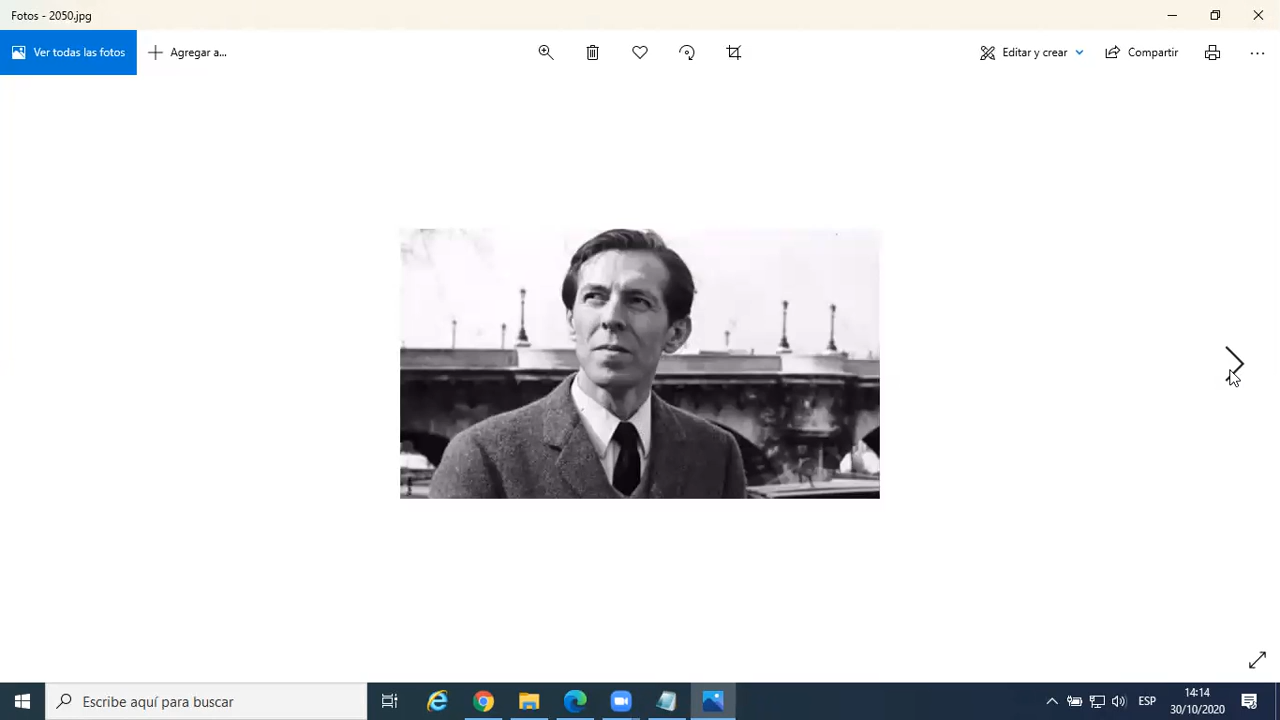 Fotos - 2050.jpg
Ver todas las fotos
Agregar a...
Editar y crear
Compartir
Escribe aquí para buscar
ESP
14:14
30/10/2020